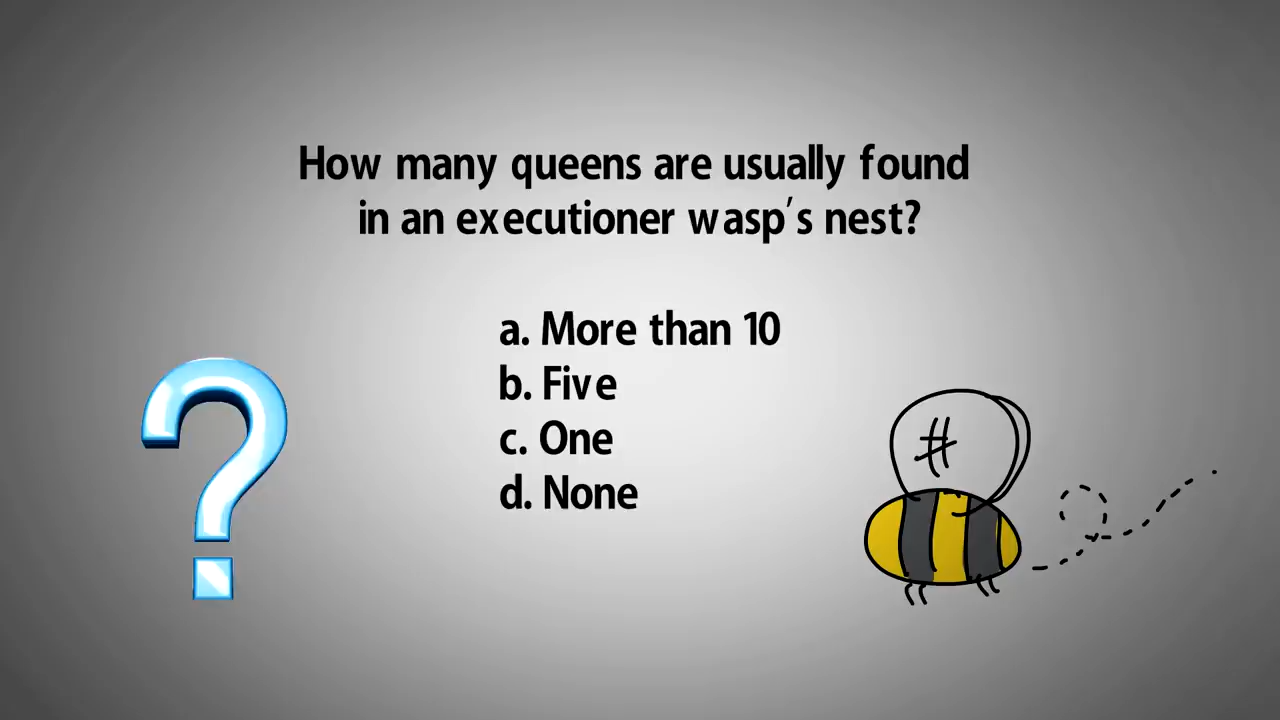 How many queens are usually found
in an executioner wasp's nest?
a. More than 10
b. Five
c. One
d. None